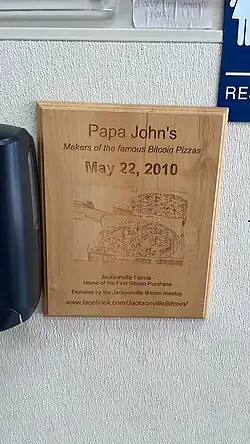 Papa John's
Makers of the famous Bitcoin Pizzas
May 22, 2010
Jacksonville Florida -
Home of the First Bitcoin Purchase
Donated by the Jacksonville Bitcoin meetup
www.facebook.com/JacksonvilleBitcoin/
RE